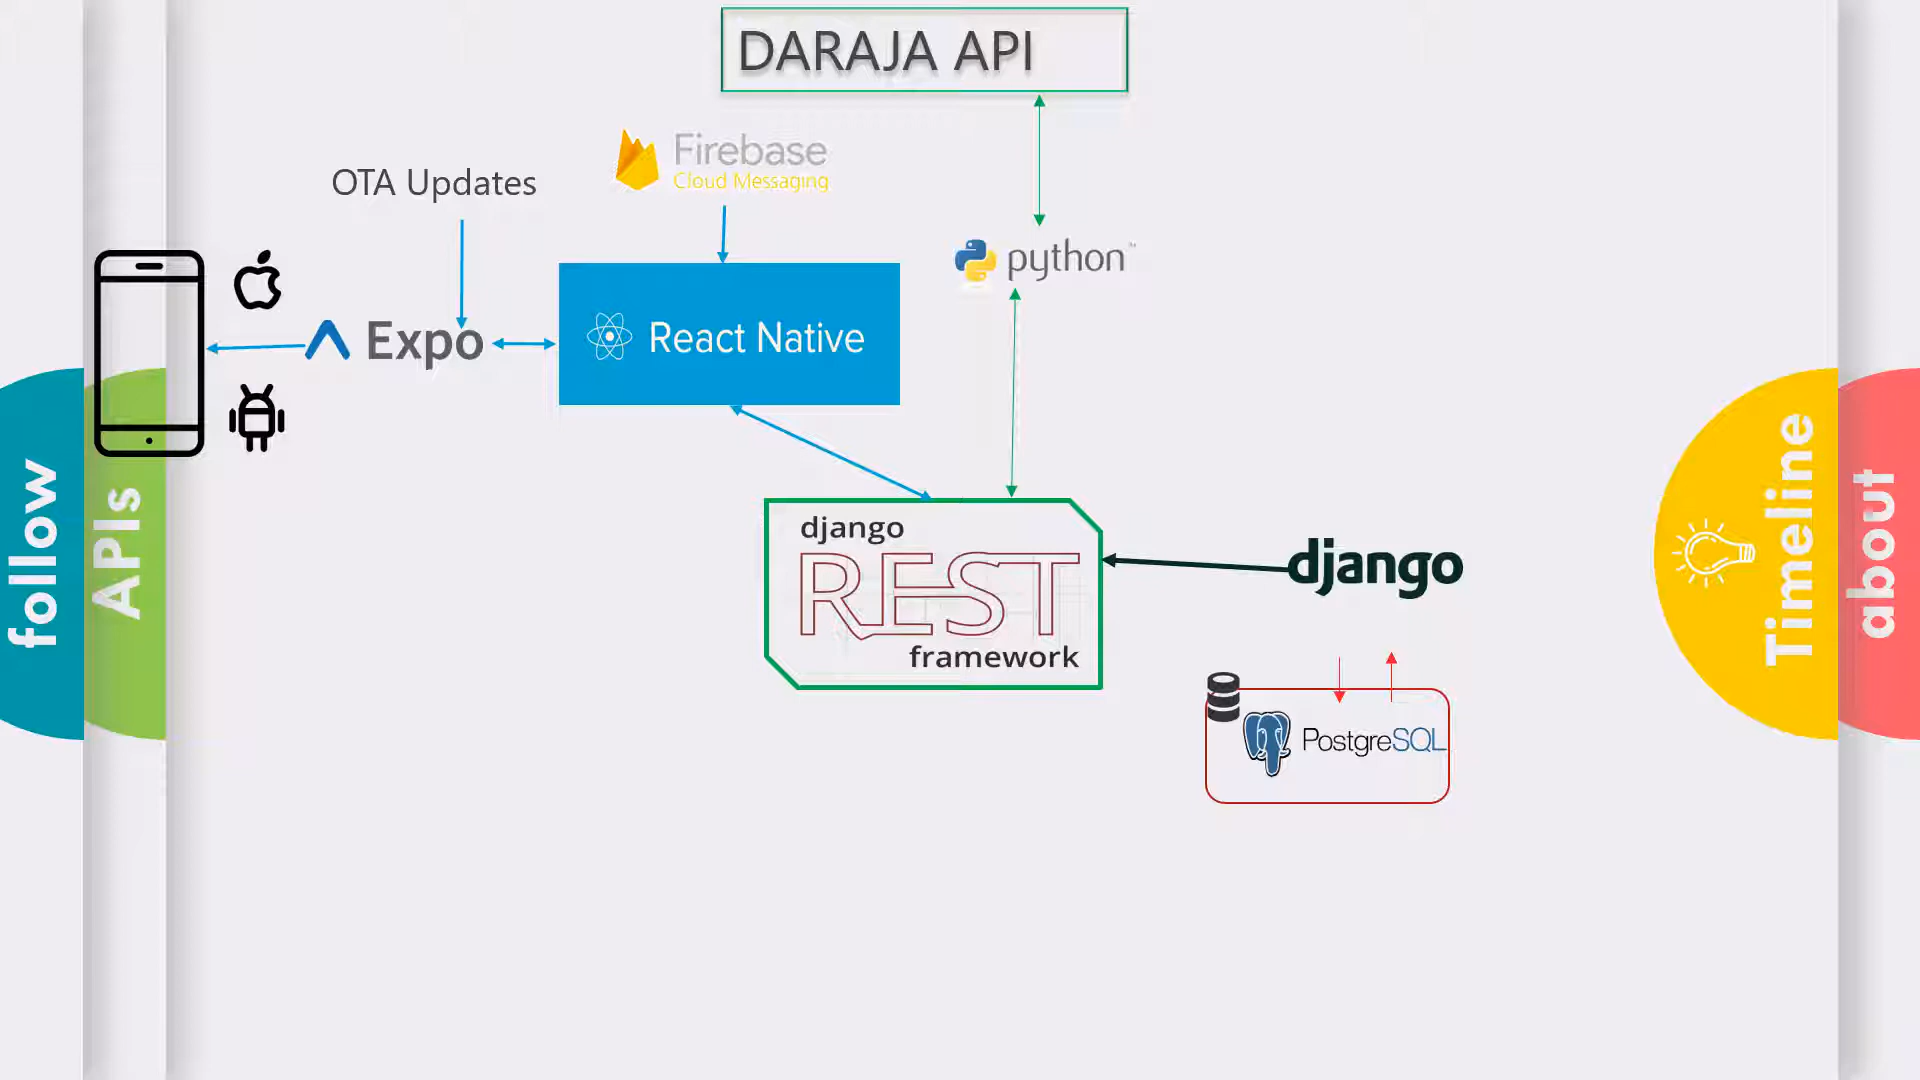 DARAJA API
Firebase
Cloud Messaging
OTA Updates
python™
Expo
React Native
follow
APIs
django
REST
framework
django
PostgreSQL
Timeline
about